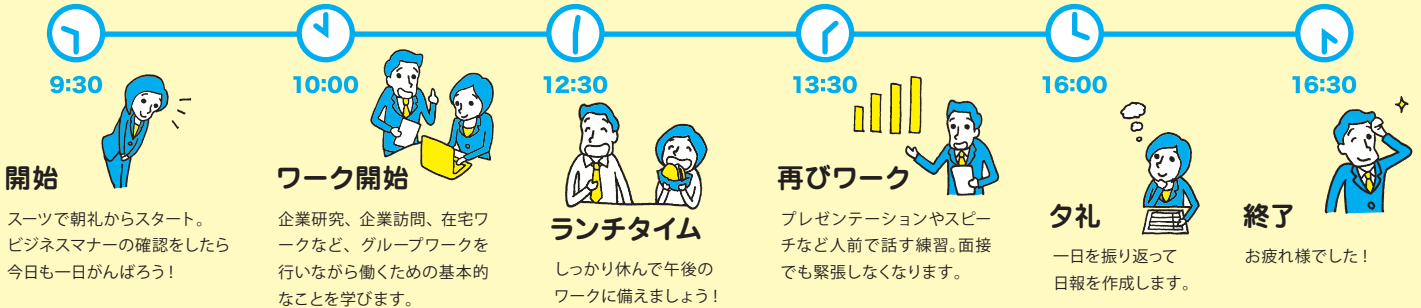 9:30
開始
スーツで朝礼からスタート。
ビジネスマナーの確認をしたら
今日も一日がんばろう！
10:00
ワーク開始
企業研究、企業訪問、在宅ワ
ークなど、グループワークを
行いながら働くための基本的
なことを学びます。
12:30
ランチタイム
しっかり休んで午後の
ワークに備えましょう！
13:30
再びワーク
プレゼンテーションやスピー
チなど人前で話す練習。面接
でも緊張しなくなります。
16:00
夕礼
一日を振り返って
日報を作成します。
16:30
終了
お疲れ様でした！